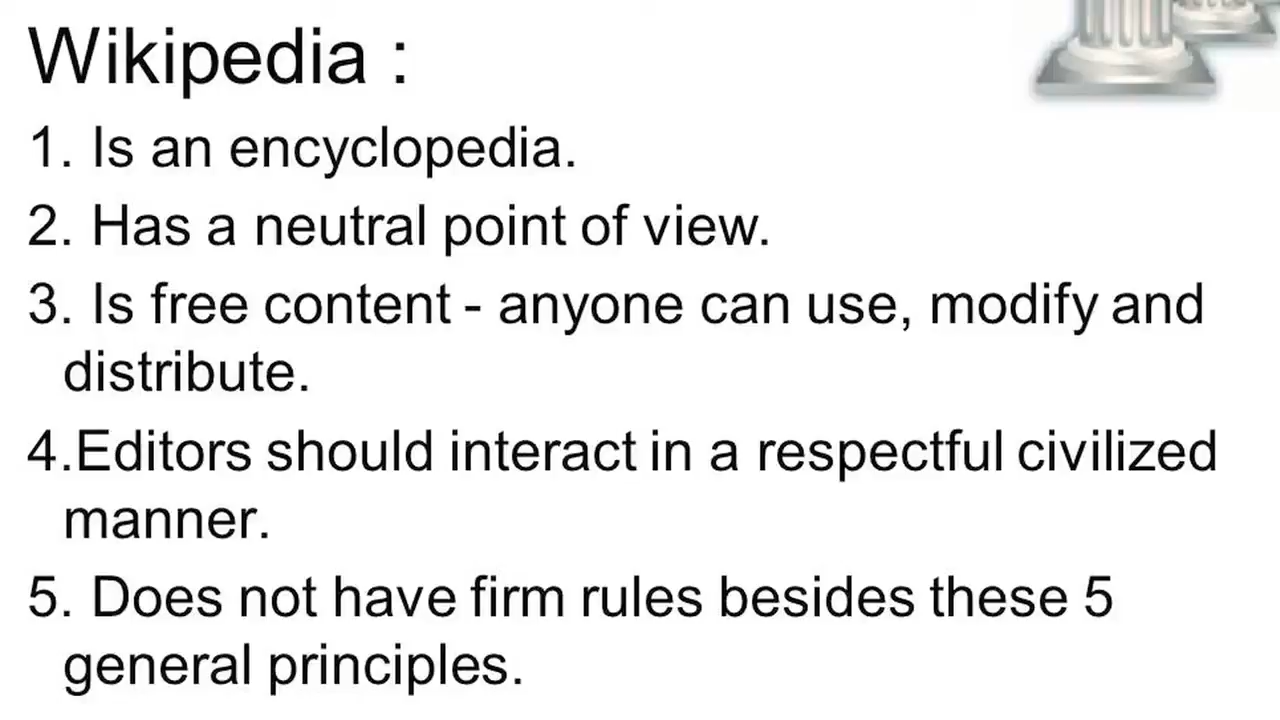 Wikipedia :
1. Is an encyclopedia.
2. Has a neutral point of view.
3. Is free content - anyone can use, modify and
distribute.
4.Editors should interact in a respectful civilized
manner.
5. Does not have firm rules besides these 5
general principles.